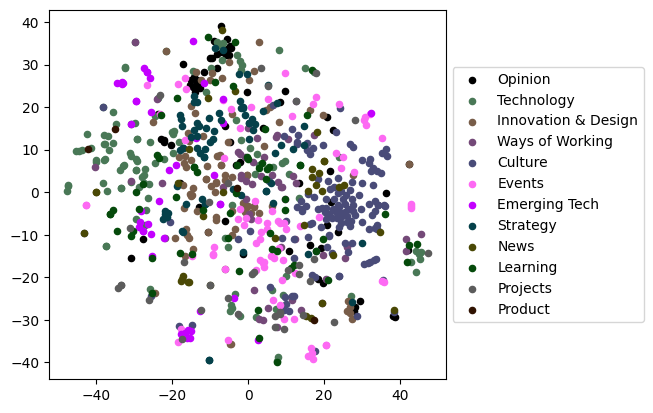 40
30
20
10
0
−10
−20
−30
−40
−40
−20
0
20
40
Opinion
Technology
Innovation & Design
Ways of Working
Culture
Events
Emerging Tech
Strategy
News
Learning
Projects
Product